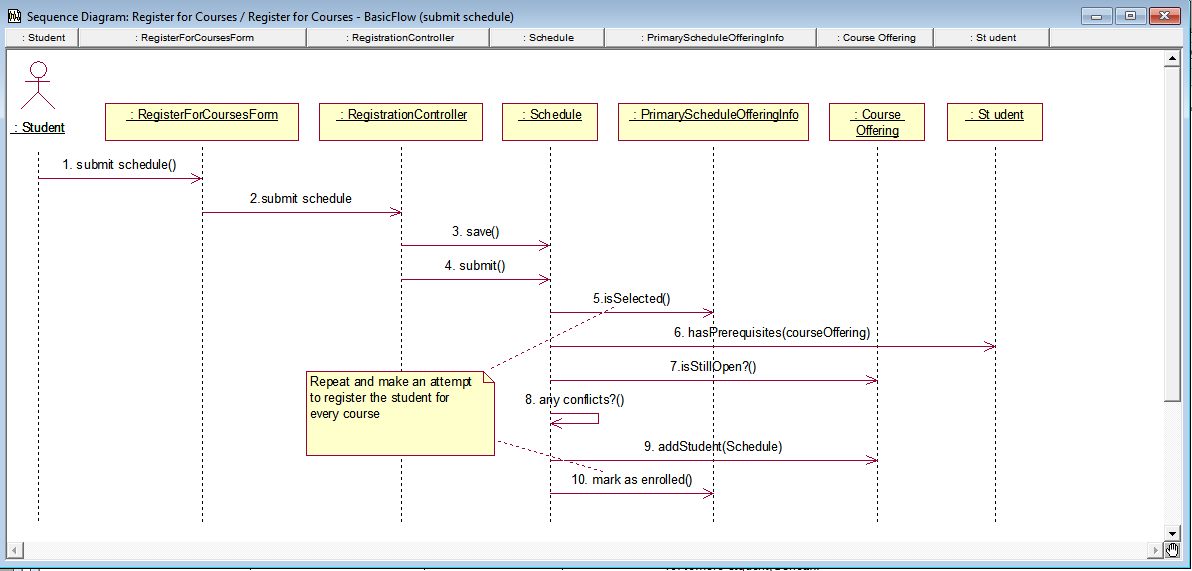 Sequence Diagram: Register for Courses / Register for Courses - BasicFlow (submit schedule)
: Student
: RegisterForCoursesForm
: RegistrationController
: Schedule
: PrimaryScheduleOfferingInfo
: Course Offering
: St udent
: Student
: RegisterForCoursesForm
: RegistrationController
: Schedule
: PrimaryScheduleOfferingInfo
: Course
Offering
: St udent
1. submit schedule()
2.submit schedule
3. save()
4. submit()
5.isSelected()
6. hasPrerequisites(courseOffering)
7.isStillOpen?()
Repeat and make an attempt
to register the student for
every course
8. any conflicts?()
9. addStudent(Schedule)
10. mark as enrolled()